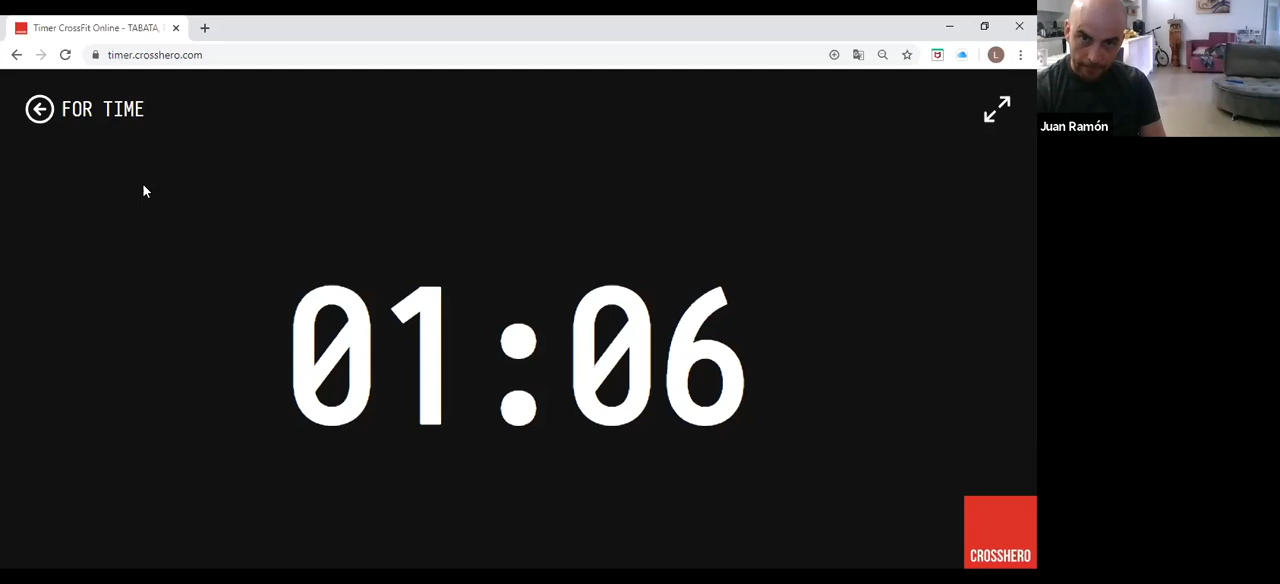 Timer CrossFit Online - TABATA,
timer.crosshero.com
L
FOR TIME
Juan Ramón
01:06
CROSSHERO